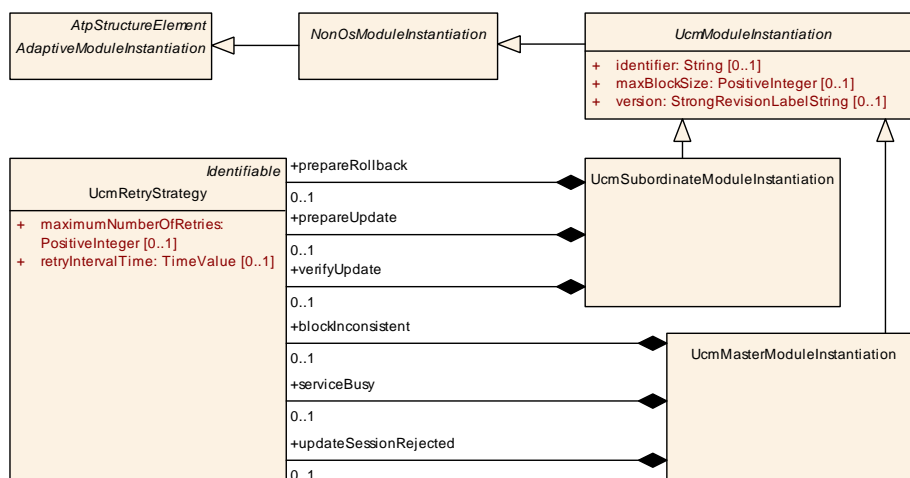 AtpStructureElement
AdaptiveModuleInstantiation
NonOsModuleInstantiation
UcmModuleInstantiation
+ identifier: String [0..1]
+ maxBlockSize: PositiveInteger [0..1]
+ version: StrongRevisionLabelString [0..1]
Identifiable
UcmRetryStrategy
+ maximumNumberOfRetries:
PositiveInteger [0..1]
+ retryIntervalTime: TimeValue [0..1]
+prepareRollback
0..1
+prepareUpdate
0..1
+verifyUpdate
0..1
+blockInconsistent
0..1
+serviceBusy
0..1
+updateSessionRejected
0..1
UcmSubordinateModuleInstantiation
UcmMasterModuleInstantiation